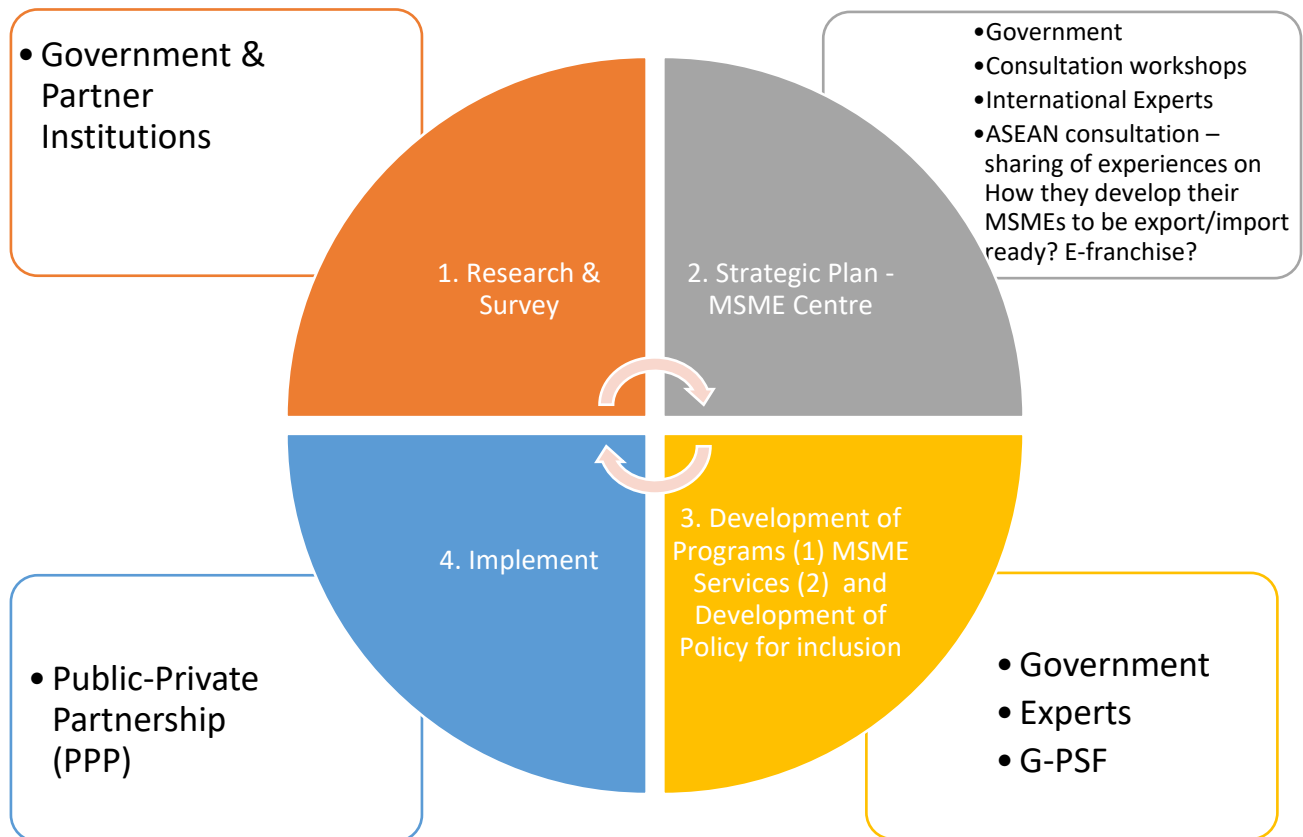 • Government &
Partner
Institutions
•Government
•Consultation workshops
•International Experts
•ASEAN consultation –
sharing of experiences on
How they develop their
MSMEs to be export/import
ready? E-franchise?
1. Research &
Survey
2. Strategic Plan -
MSME Centre
3. Development of
Programs (1) MSME
Services (2) and
Development of
Policy for inclusion
4. Implement
• Public-Private
Partnership
(PPP)
• Government
• Experts
• G-PSF